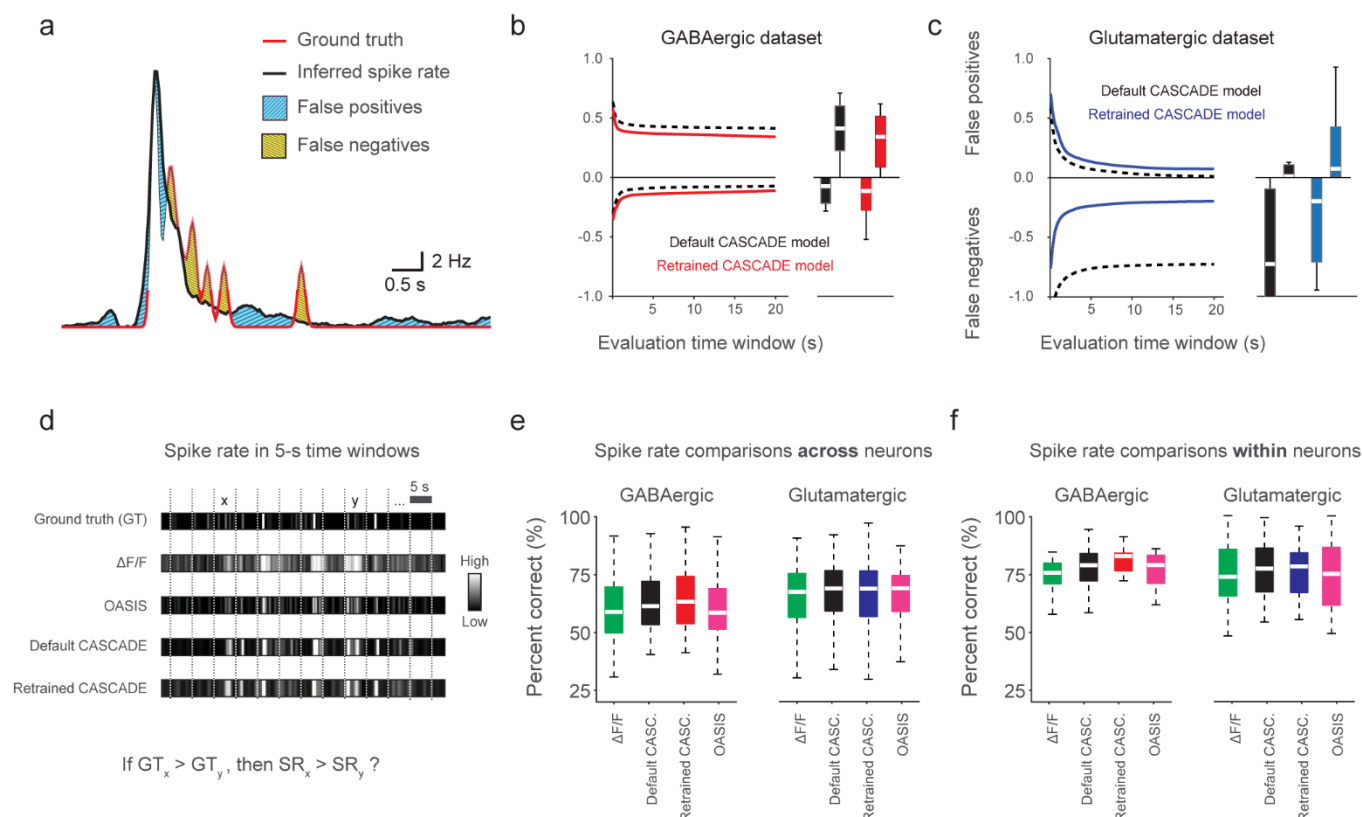 a
Ground truth
Inferred spike rate
False positives
False negatives
2 Hz
0.5 s
b
GABAergic dataset
1.0
0.5
0.0
-0.5
-1.0
Default CASCADE model
Retrained CASCADE model
5
10
15
20
Evaluation time window (s)
c
Glutamatergic dataset
False positives
False negatives
1.0
0.5
0.0
-0.5
-1.0
Default CASCADE model
Retrained CASCADE model
5
10
15
20
Evaluation time window (s)
d
Spike rate in 5-s time windows
x
y
...
5 s
Ground truth (GT)
ΔF/F
OASIS
Default CASCADE
Retrained CASCADE
High
Low
If GTx > GTy, then SRx > SRy ?
e
Spike rate comparisons across neurons
GABAergic
Glutamatergic
Percent correct (%)
100
75
50
25
ΔF/F
Default CASC.
Retrained CASC.
OASIS
ΔF/F
Default CASC.
Retrained CASC.
OASIS
f
Spike rate comparisons within neurons
GABAergic
Glutamatergic
Percent correct (%)
100
75
50
25
ΔF/F
Default CASC.
Retrained CASC.
OASIS
ΔF/F
Default CASC.
Retrained CASC.
OASIS